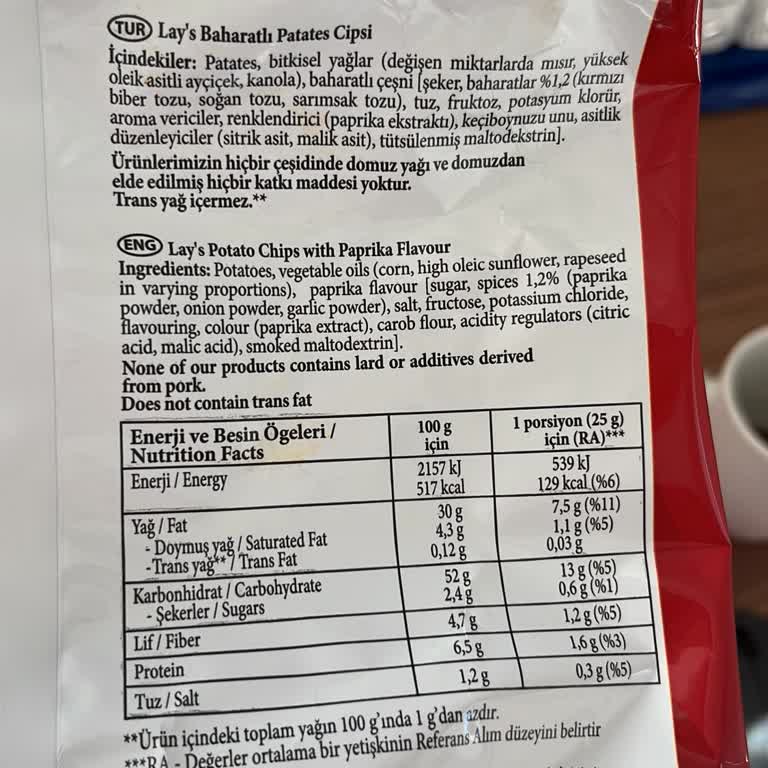 TUR Lay's Baharatlı Patates Cipsi
İçindekiler: Patates, bitkisel yağlar (değişen miktarlarda mısır, yüksek
oleik asitli ayçiçek, kanola), baharatlı çeşni [şeker, baharatlar %1,2 (kırmızı
biber tozu, soğan tozu, sarımsak tozu), tuz, fruktoz, potasyum klorür,
aroma vericiler, renklendirici (paprika ekstraktı), keçiboynuzu unu, asitlik
düzenleyiciler (sitrik asit, malik asit), tütsülenmiş maltodekstrin].
Ürünlerimizin hiçbir çeşidinde domuz yağı ve domuzdan
elde edilmiş hiçbir katkı maddesi yoktur.
Trans yağ içermez.**
ENG Lay's Potato Chips with Paprika Flavour
Ingredients: Potatoes, vegetable oils (corn, high oleic sunflower, rapeseed
in varying proportions), paprika flavour [sugar, spices 1,2% (paprika
powder, onion powder, garlic powder), salt, fructose, potassium chloride,
flavouring, colour (paprika extract), carob flour, acidity regulators (citric
acid, malic acid), smoked maltodextrin].
None of our products contains lard or additives derived
from pork.
Does not contain trans fat
Enerji ve Besin Ögeleri / Nutrition Facts 100 g için 1 porsiyon (25 g) için (RA)***
Enerji / Energy 2157 kJ 539 kJ
517 kcal 129 kcal (%6)
Yağ / Fat 30 g 7,5 g (%11)
- Doymuş yağ / Saturated Fat 4,3 g 1,1 g (%5)
- Trans yağ** / Trans Fat 0,12 g 0,03 g
Karbonhidrat / Carbohydrate 52 g 13 g (%5)
- Şekerler / Sugars 2,4 g 0,6 g (%1)
Lif / Fiber 4,7 g 1,2 g (%5)
Protein 6,5 g 1,6 g (%3)
Tuz / Salt 1,2 g 0,3 g (%5)
**Ürün içindeki toplam yağın 100 g'ında 1 g'dan azdır.
***RA - Değerler ortalama bir yetişkinin Referans Alım düzeyini belirtir